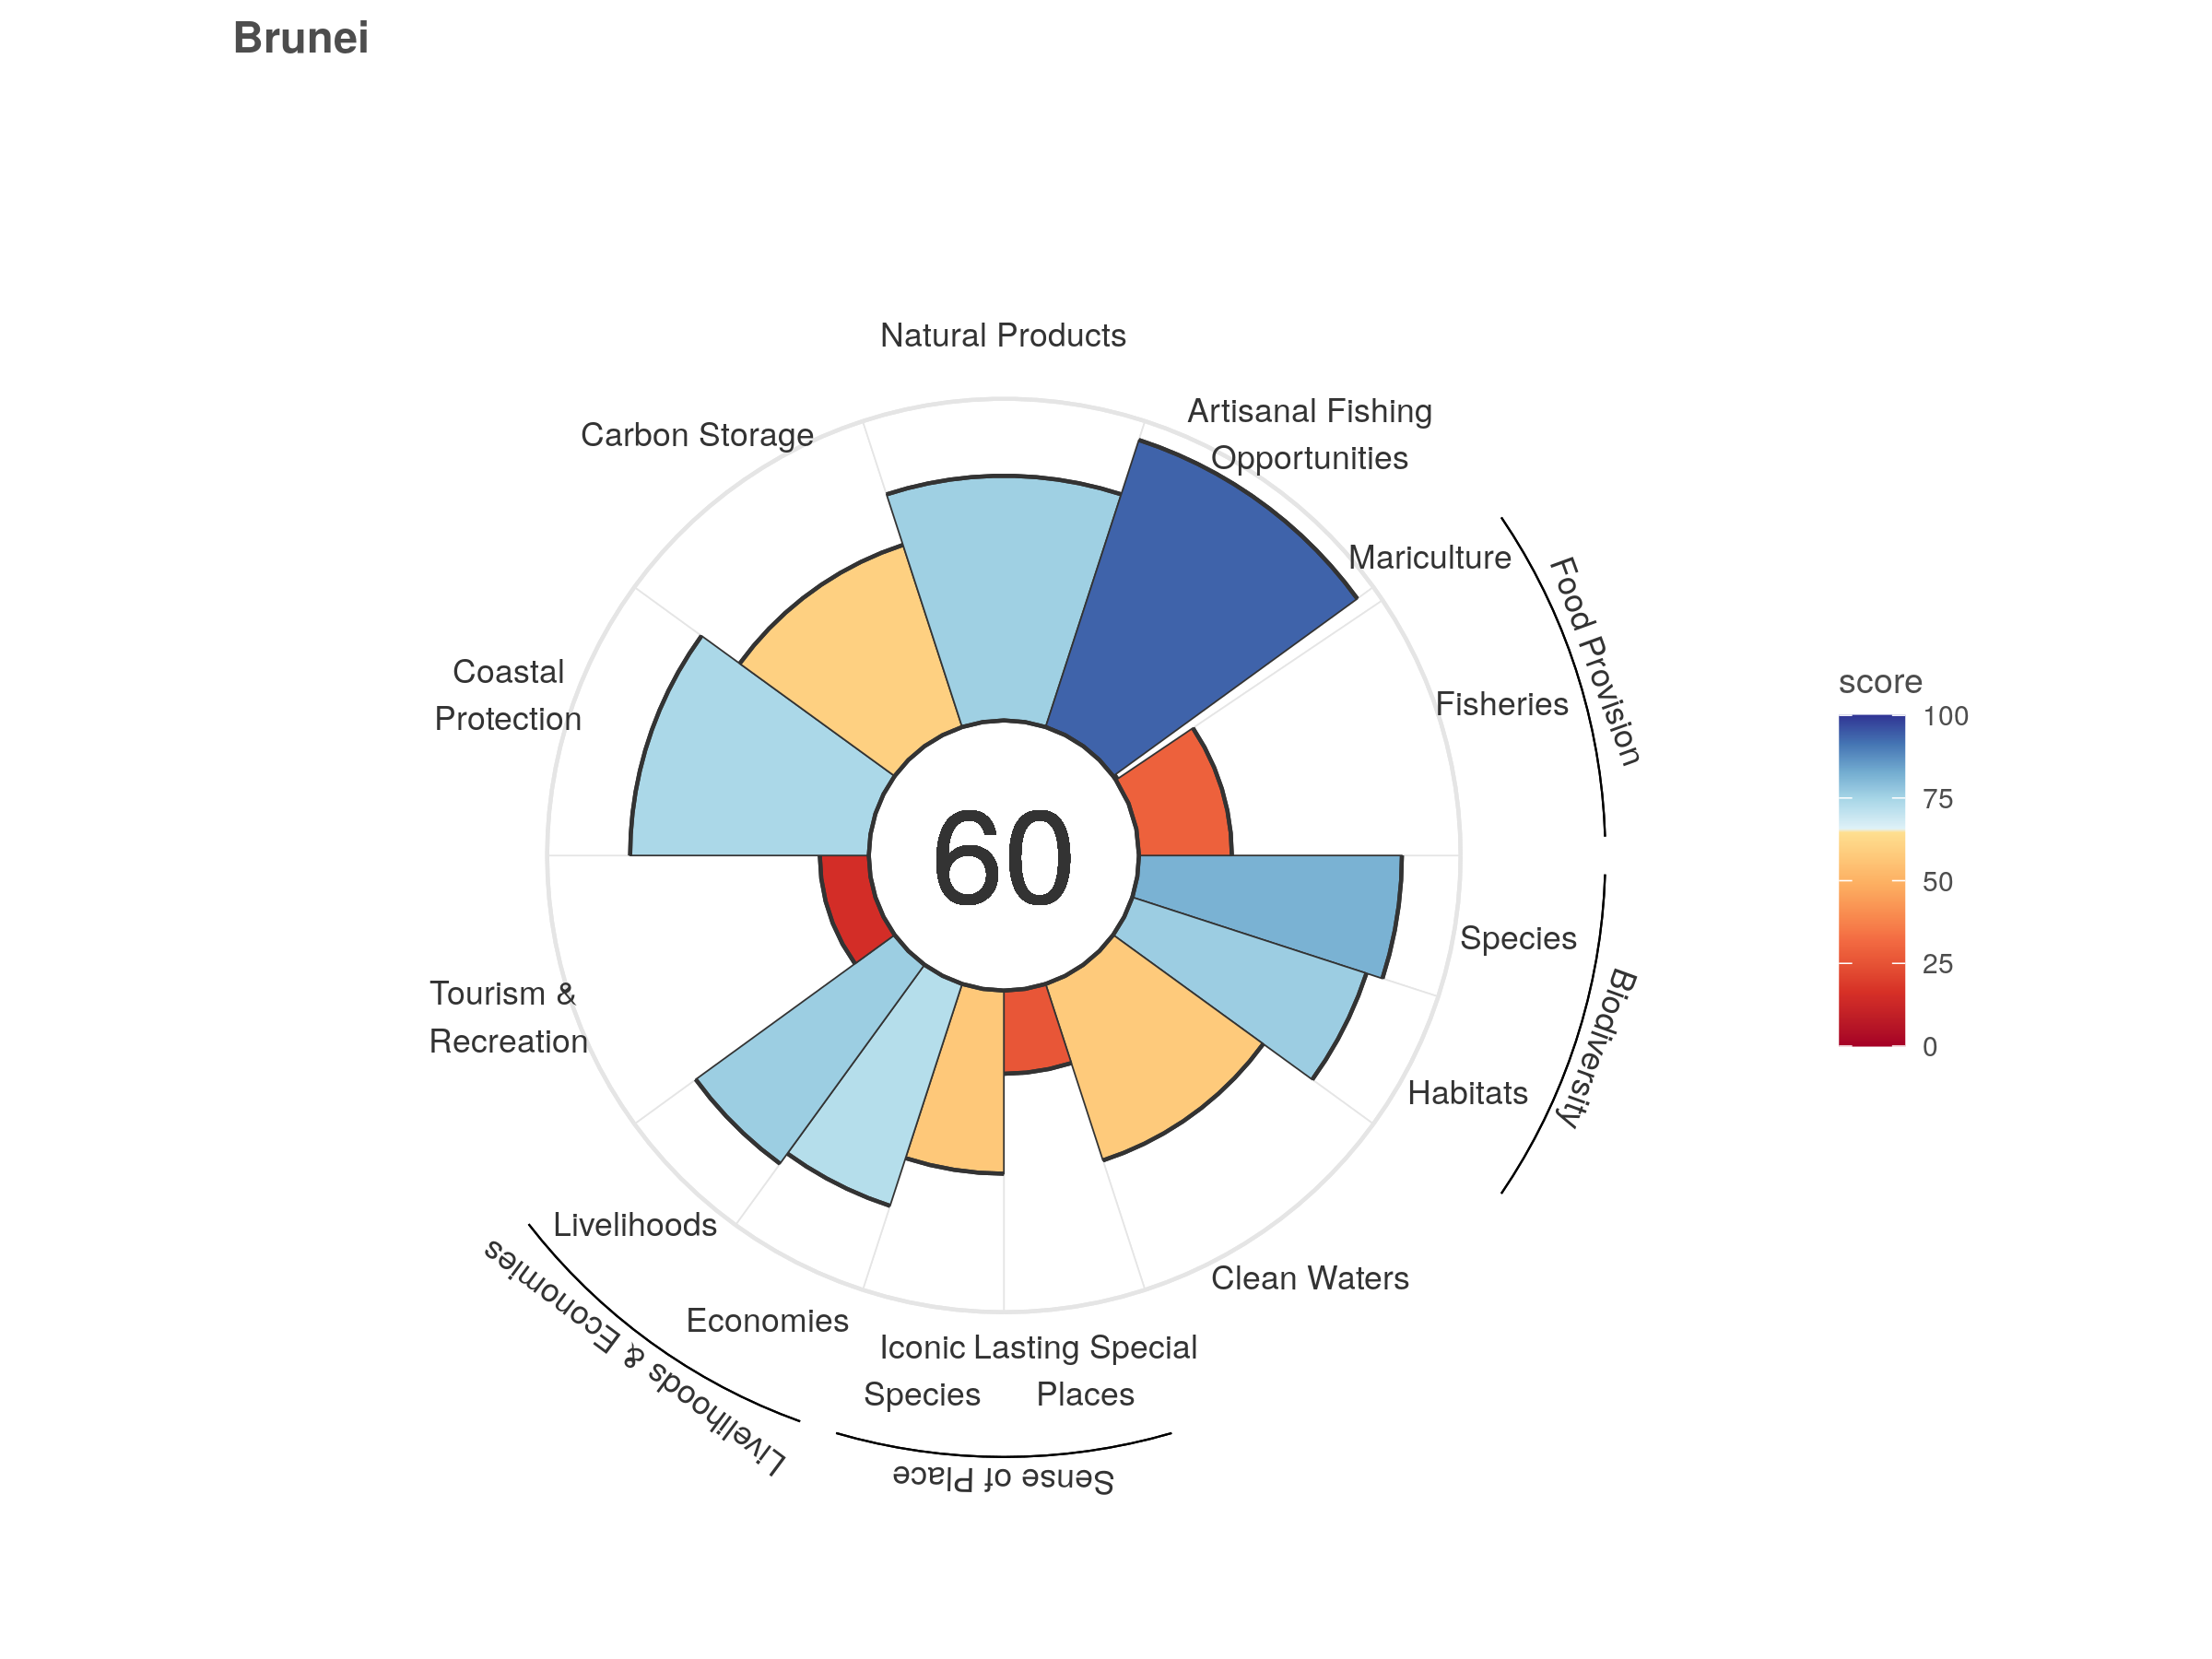 Brunei
Natural Products
Artisanal Fishing
Opportunities
Carbon Storage
Mariculture
Food Provision
Fisheries
Coastal
Protection
score
100
75
50
25
0
60
Species
Biodiversity
Habitats
Tourism &
Recreation
Livelihoods
Clean Waters
Economies
Livelihoods & Economies
Iconic
Species
Lasting Special
Places
Sense of Place